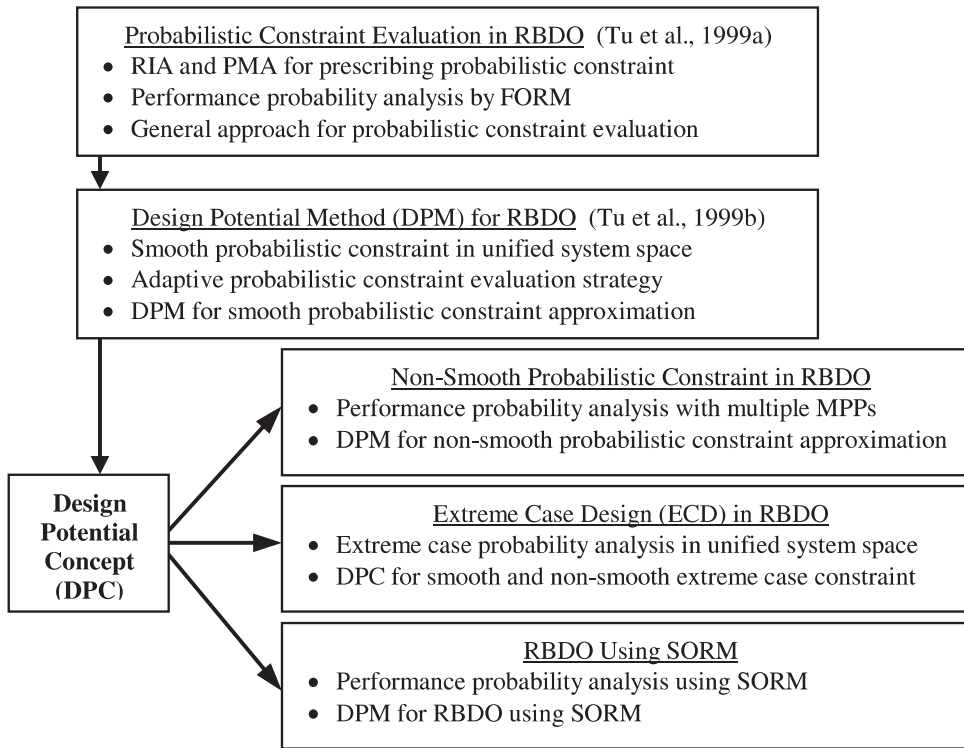 Probabilistic Constraint Evaluation in RBDO (Tu et al., 1999a)
• RIA and PMA for prescribing probabilistic constraint
• Performance probability analysis by FORM
• General approach for probabilistic constraint evaluation
Design Potential Method (DPM) for RBDO (Tu et al., 1999b)
• Smooth probabilistic constraint in unified system space
• Adaptive probabilistic constraint evaluation strategy
• DPM for smooth probabilistic constraint approximation
Design
Potential
Concept
(DPC)
Non-Smooth Probabilistic Constraint in RBDO
• Performance probability analysis with multiple MPPs
• DPM for non-smooth probabilistic constraint approximation
Extreme Case Design (ECD) in RBDO
• Extreme case probability analysis in unified system space
• DPC for smooth and non-smooth extreme case constraint
RBDO Using SORM
• Performance probability analysis using SORM
• DPM for RBDO using SORM